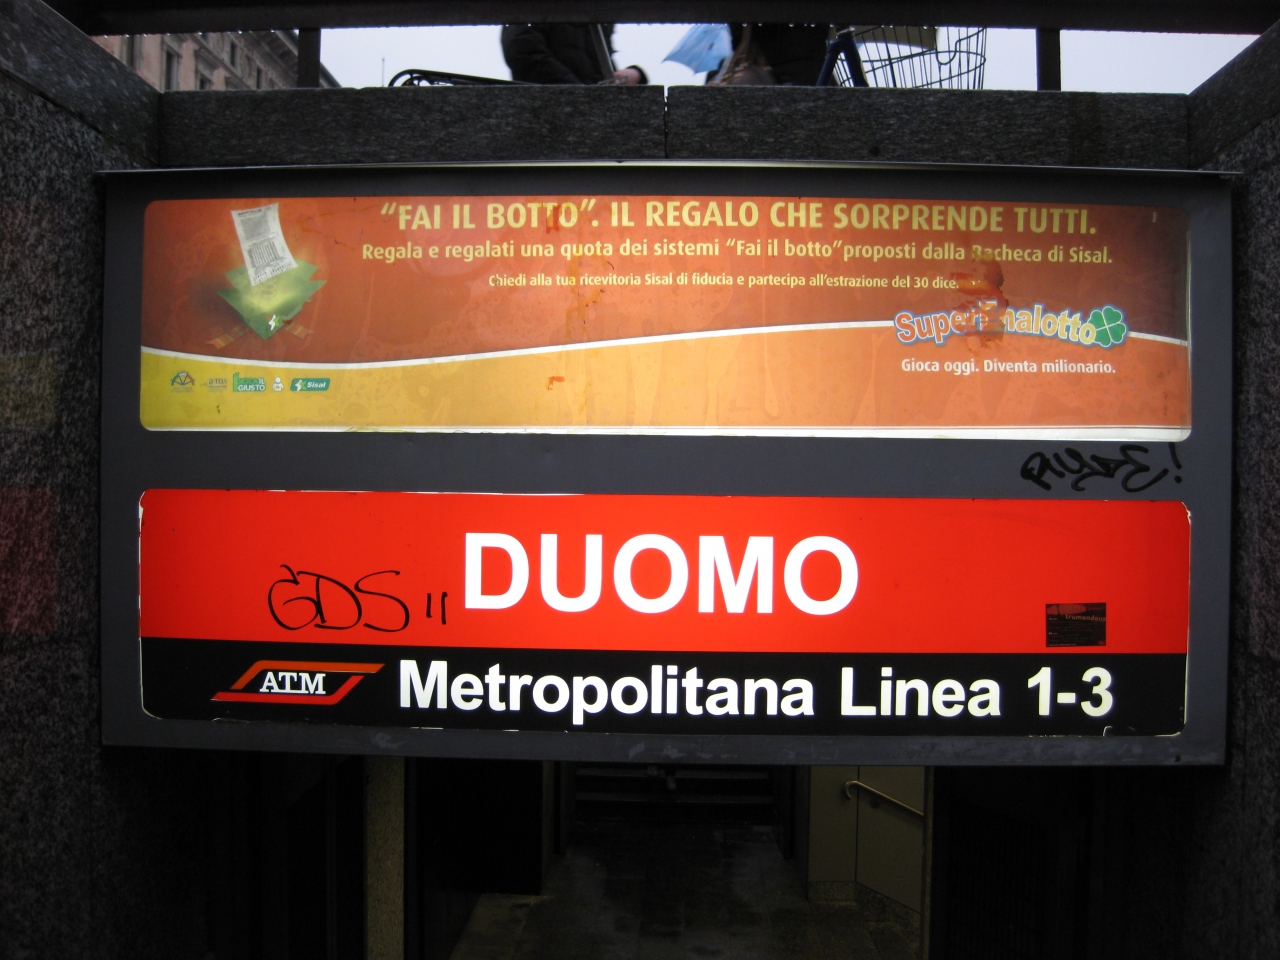 “FAI IL BOTTO”. IL REGALO CHE SORPRENDE TUTTI.
Regala e regalati una quota dei sistemi “Fai il botto” proposti dalla Bacheca di Sisal.
Chiedi alla tua ricevitoria Sisal di fiducia e partecipa all’estrazione del 30 dice.
SuperEnalotto
Gioca oggi. Diventa milionario.
GIUSTO
Sisal
DUOMO
GDS
ATM
Metropolitana Linea 1-3